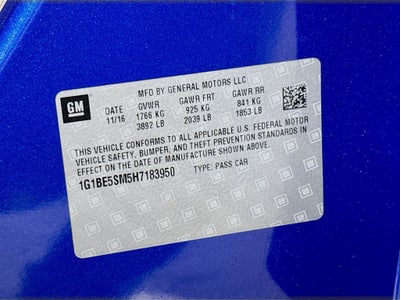 GM
MFD BY GENERAL MOTORS LLC
DATE GVWR GAWR FRT GAWR RR
11/16 1766 KG 925 KG 841 KG
3892 LB 2039 LB 1853 LB
THIS VEHICLE CONFORMS TO ALL APPLICABLE U.S. FEDERAL MOTOR
VEHICLE SAFETY, BUMPER, AND THEFT PREVENTION STANDARDS IN
EFFECT ON THE DATE OF MANUFACTURE SHOWN ABOVE.
1G1BE5SM5H7183950 TYPE: PASS CAR